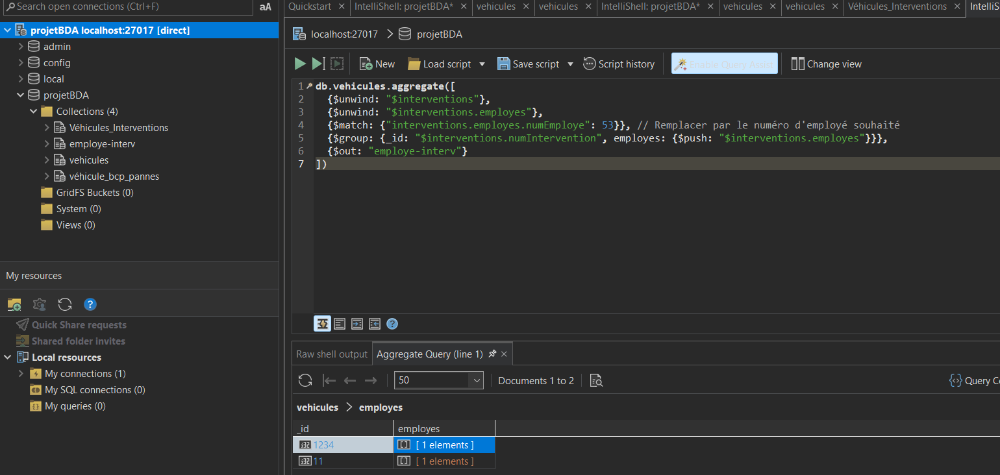 Search open connections (Ctrl+F) aA
projetBDA localhost:27017 [direct]
admin
config
local
projetBDA
Collections (4)
Véhicules_Interventions
employe-interv
vehicules
véhicule_bcp_pannes
GridFS Buckets (0)
System (0)
Views (0)
My resources
Quick Share requests
Shared folder invites
Local resources
My connections (1)
My SQL connections (0)
My queries (0)
Quickstart × IntelliShell: projetBDA* × vehicules × vehicules × IntelliShell: projetBDA* × vehicules × vehicules × Véhicules_Interventions × IntelliS
localhost:27017 > projetBDA
New Load script Save script Script history Enable Query Assist Change view
1 db.vehicules.aggregate([
2 {$unwind: "$interventions"},
3 {$unwind: "$interventions.employes"},
4 {$match: {"interventions.employes.numEmploye": 53}}, // Remplacer par le numéro d'employé souhaité
5 {$group: {_id: "$interventions.numIntervention", employes: {$push: "$interventions.employes"}}},
6 {$out: "employe-interv"}
7 ])
Raw shell output Aggregate Query (line 1) ×
50 Documents 1 to 2 Query Co
vehicules > employes
_id employes
i32 1234 [ 1 elements ]
i32 11 [ 1 elements ]